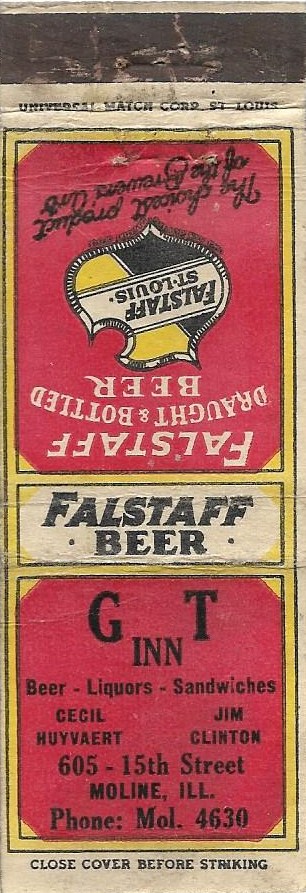 UNIVERSAL MATCH CORP. ST. LOUIS
The choicest product
of the Brewers' Art
FALSTAFF
ST. LOUIS.
FALSTAFF
DRAUGHT & BOTTLED
BEER
FALSTAFF
· BEER ·
G T
INN
Beer - Liquors - Sandwiches
CECIL JIM
HUYVAERT CLINTON
605 - 15th Street
MOLINE, ILL.
Phone: Mol. 4630
CLOSE COVER BEFORE STRIKING